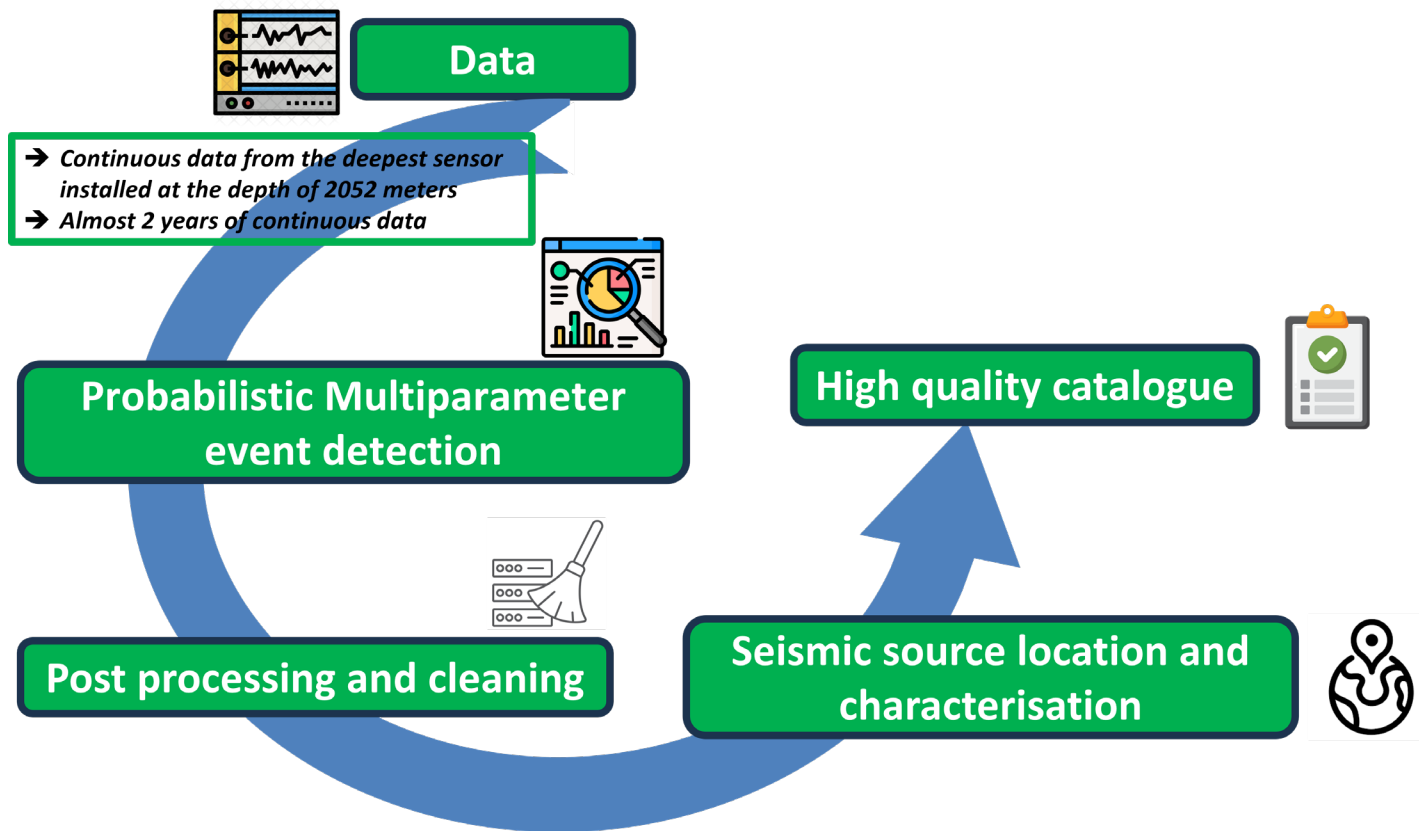 Data
➔ Continuous data from the deepest sensor
installed at the depth of 2052 meters
➔ Almost 2 years of continuous data
Probabilistic Multiparameter
event detection
Post processing and cleaning
Seismic source location and
characterisation
High quality catalogue